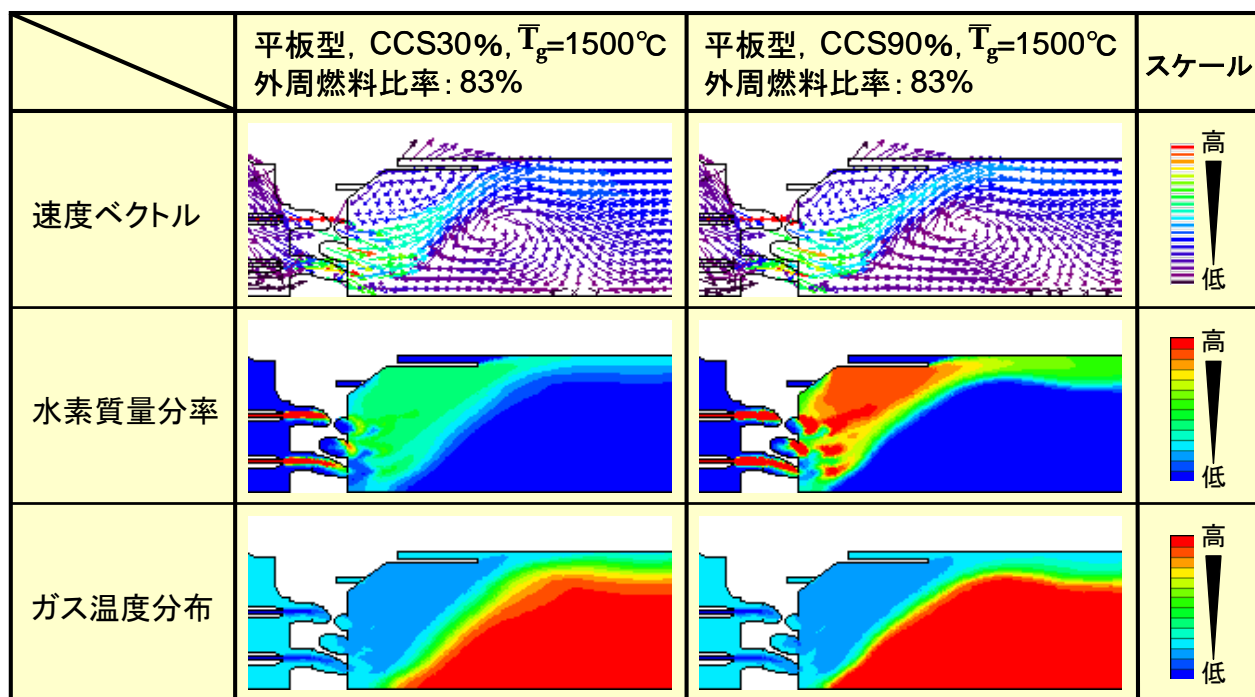 平板型, CCS30%, T̅g=1500℃
外周燃料比率: 83%
平板型, CCS90%, T̅g=1500℃
外周燃料比率: 83%
スケール
速度ベクトル
高
低
水素質量分率
高
低
ガス温度分布
高
低